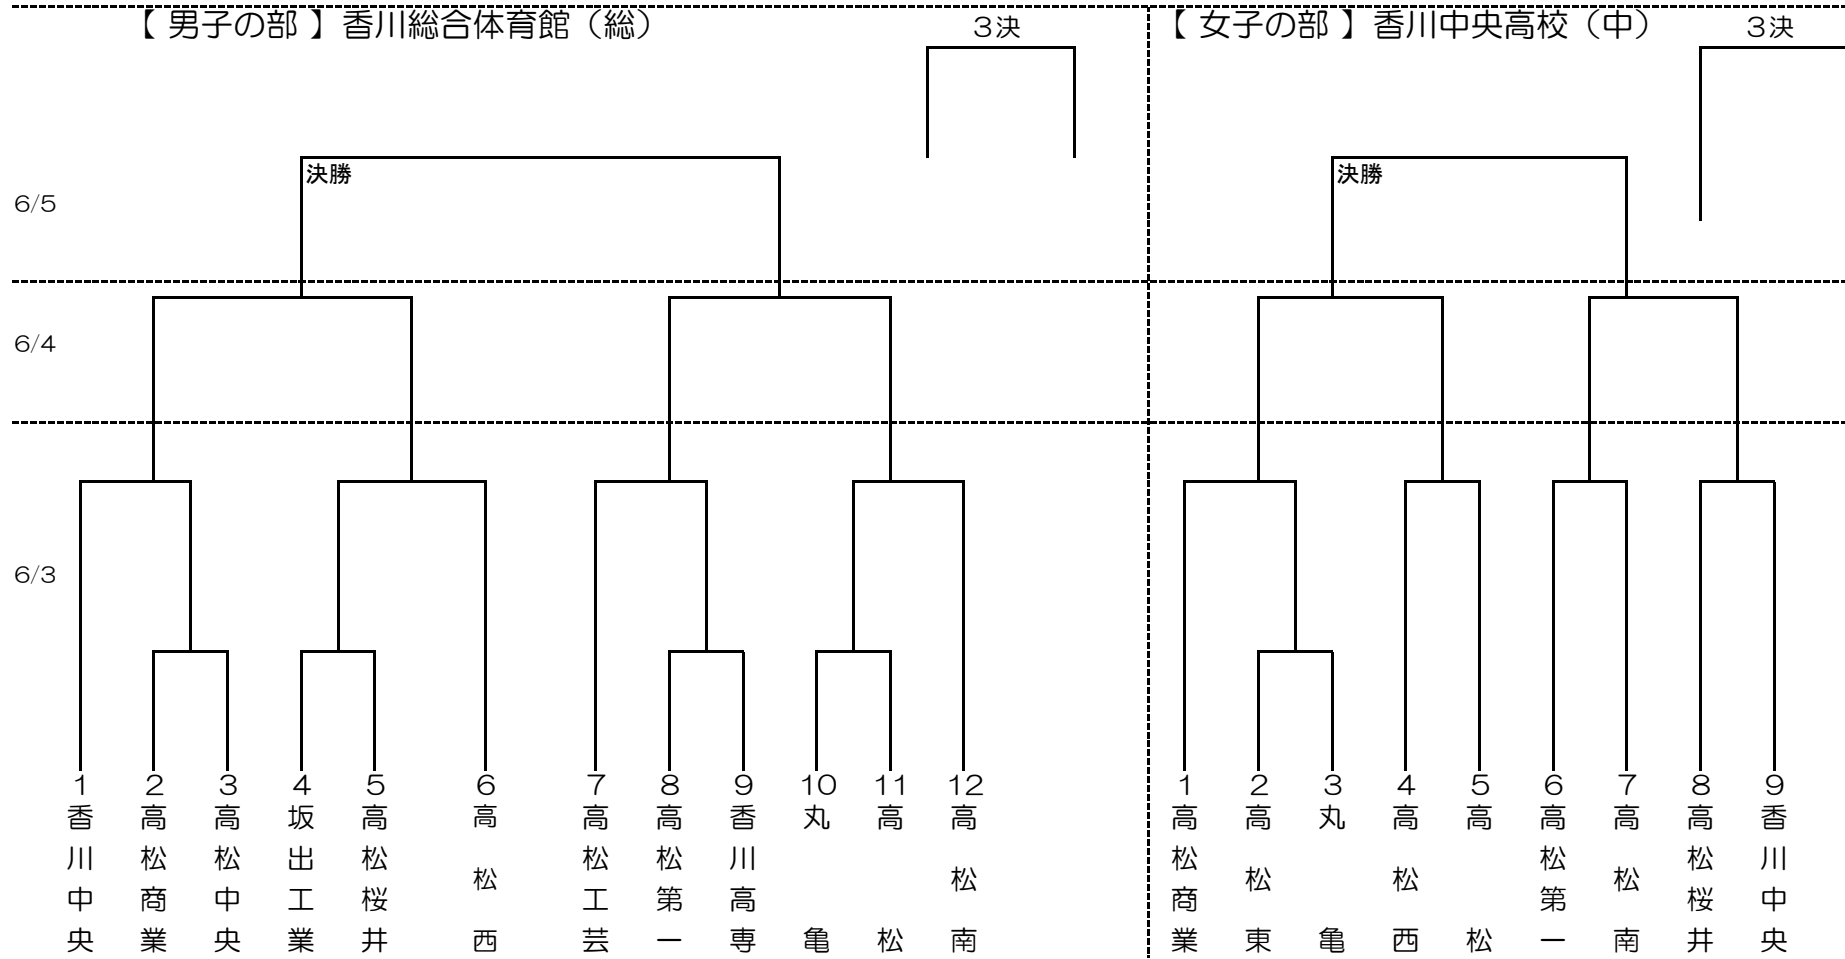 【 男子の部 】香川総合体育館（総）
３決
【 女子の部 】香川中央高校（中）
３決
決勝
決勝
6/5
6/4
6/3
1
香川中央
2
高松商業
3
高松中央
4
坂出工業
5
高松桜井
6
高松西
7
高松工芸
8
高松第一
9
香川高専
10
丸亀
11
高松
12
高松南
1
高松商業
2
高松東
3
丸亀
4
高松西
5
高松
6
高松第一
7
高松南
8
高松桜井
9
香川中央